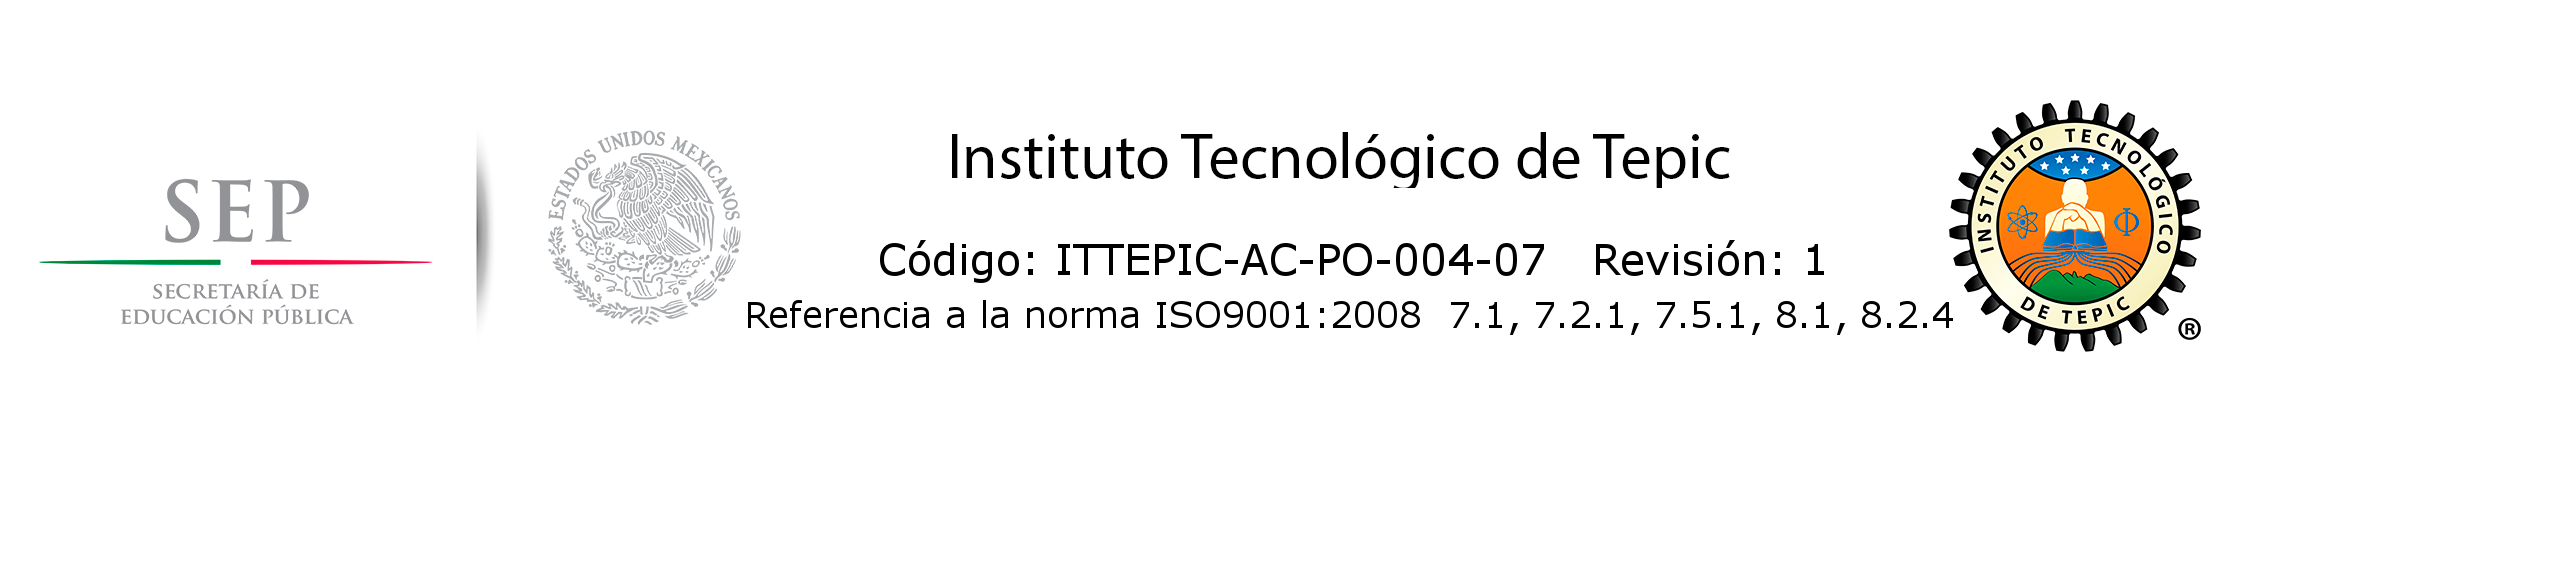 SEP
SECRETARÍA DE
EDUCACIÓN PÚBLICA
ESTADOS UNIDOS MEXICANOS
Instituto Tecnológico de Tepic
Código: ITTEPIC-AC-PO-004-07 Revisión: 1
Referencia a la norma ISO9001:2008 7.1, 7.2.1, 7.5.1, 8.1, 8.2.4
INSTITUTO TECNOLÓGICO
DE TEPIC
Φ
®